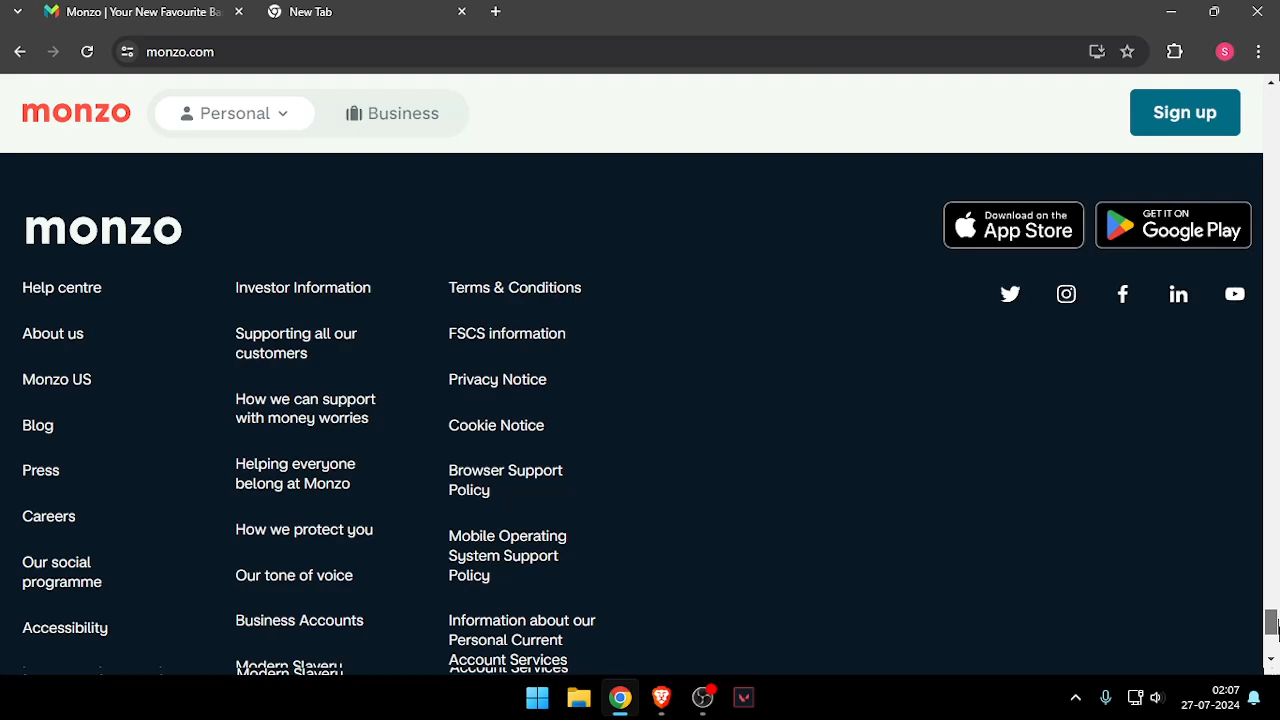 Monzo | Your New Favourite Ba
New Tab
monzo.com
S
monzo
Personal
Business
Sign up
monzo
Download on the
App Store
GET IT ON
Google Play
Help centre
About us
Monzo US
Blog
Press
Careers
Our social
programme
Accessibility
Investor Information
Supporting all our
customers
How we can support
with money worries
Helping everyone
belong at Monzo
How we protect you
Our tone of voice
Business Accounts
Modern Slavery
Terms & Conditions
FSCS information
Privacy Notice
Cookie Notice
Browser Support
Policy
Mobile Operating
System Support
Policy
Information about our
Personal Current
Account Services
02:07
27-07-2024